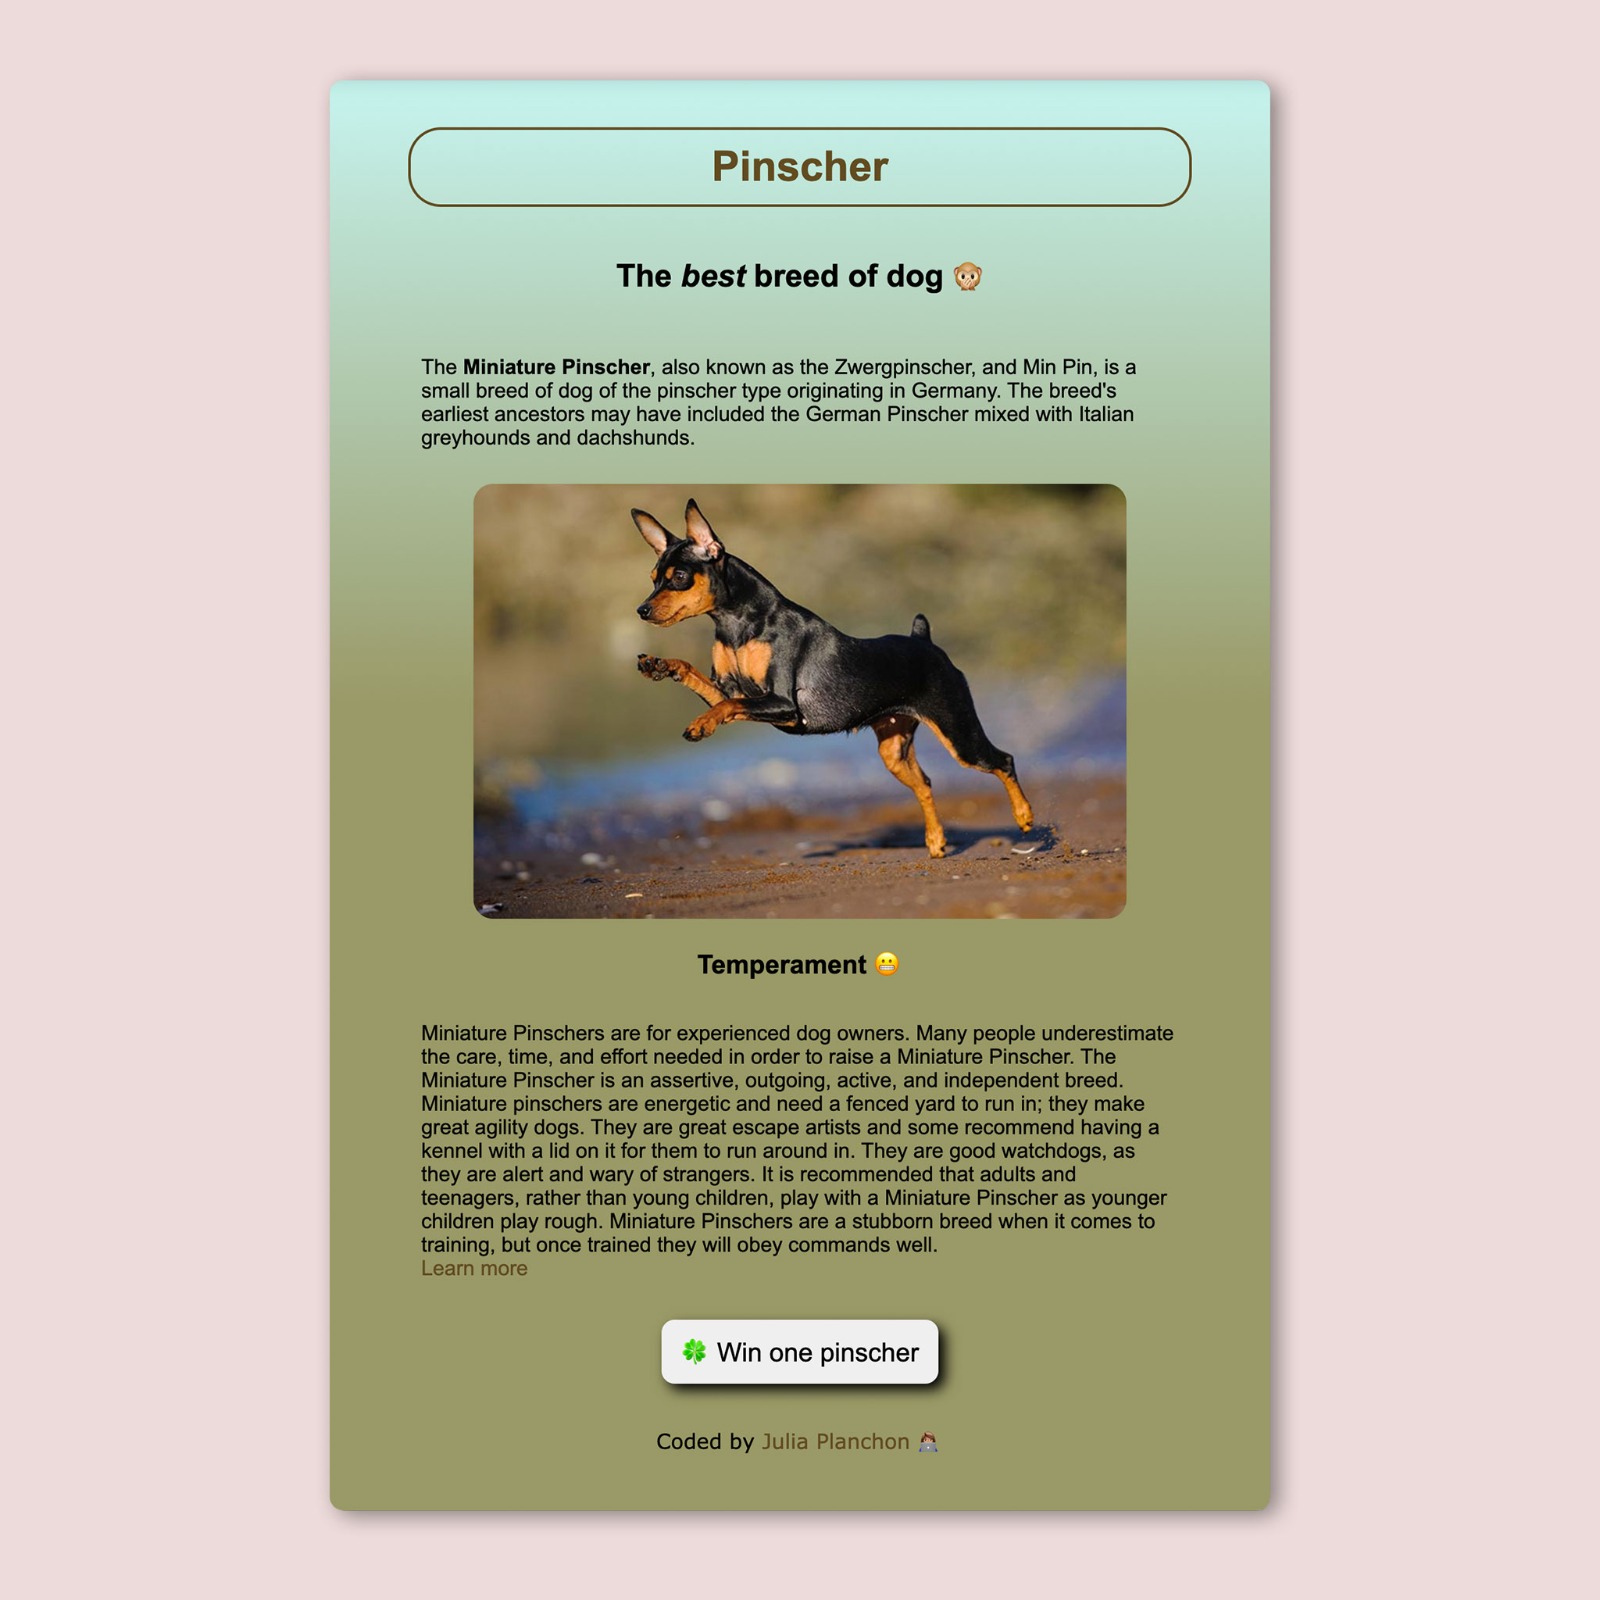 Pinscher
The best breed of dog 🙊
The Miniature Pinscher, also known as the Zwergpinscher, and Min Pin, is a
small breed of dog of the pinscher type originating in Germany. The breed's
earliest ancestors may have included the German Pinscher mixed with Italian
greyhounds and dachshunds.
Temperament 😬
Miniature Pinschers are for experienced dog owners. Many people underestimate
the care, time, and effort needed in order to raise a Miniature Pinscher. The
Miniature Pinscher is an assertive, outgoing, active, and independent breed.
Miniature pinschers are energetic and need a fenced yard to run in; they make
great agility dogs. They are great escape artists and some recommend having a
kennel with a lid on it for them to run around in. They are good watchdogs, as
they are alert and wary of strangers. It is recommended that adults and
teenagers, rather than young children, play with a Miniature Pinscher as younger
children play rough. Miniature Pinschers are a stubborn breed when it comes to
training, but once trained they will obey commands well.
Learn more
🍀 Win one pinscher
Coded by Julia Planchon 👩🏽‍💻